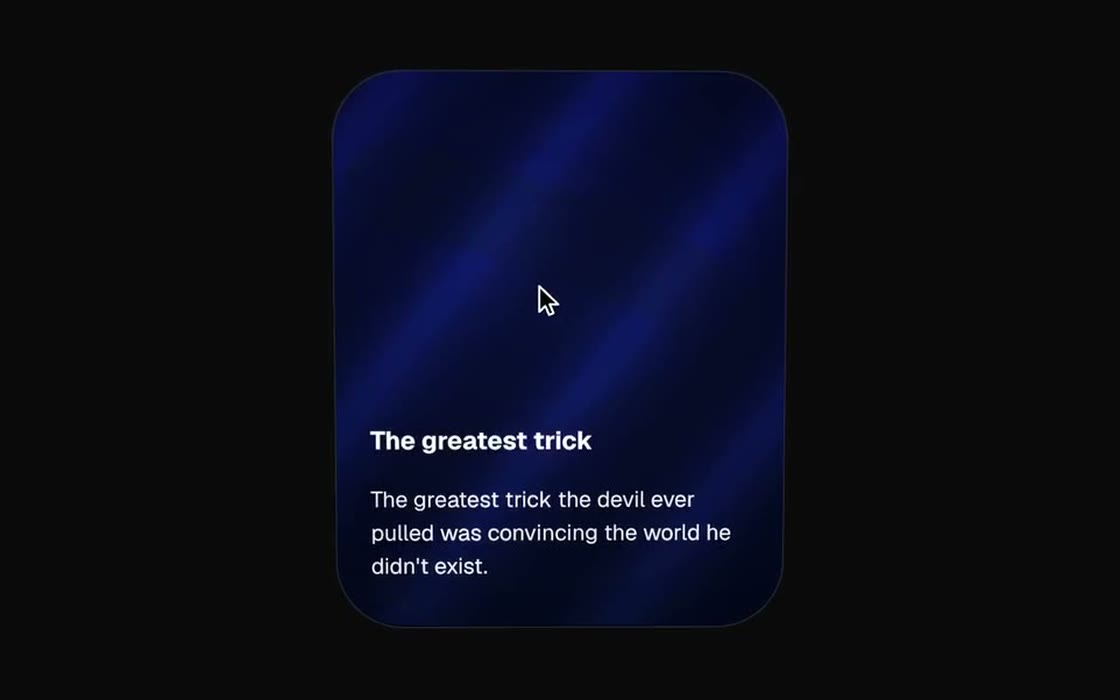 The greatest trick
The greatest trick the devil ever
pulled was convincing the world he
didn't exist.